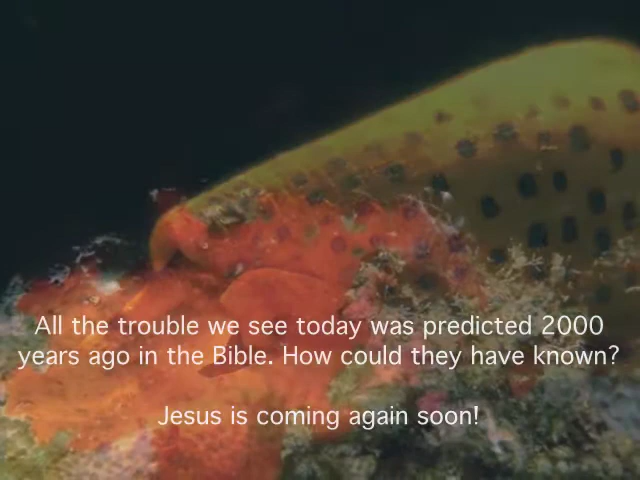 All the trouble we see today was predicted 2000
years ago in the Bible. How could they have known?
Jesus is coming again soon!